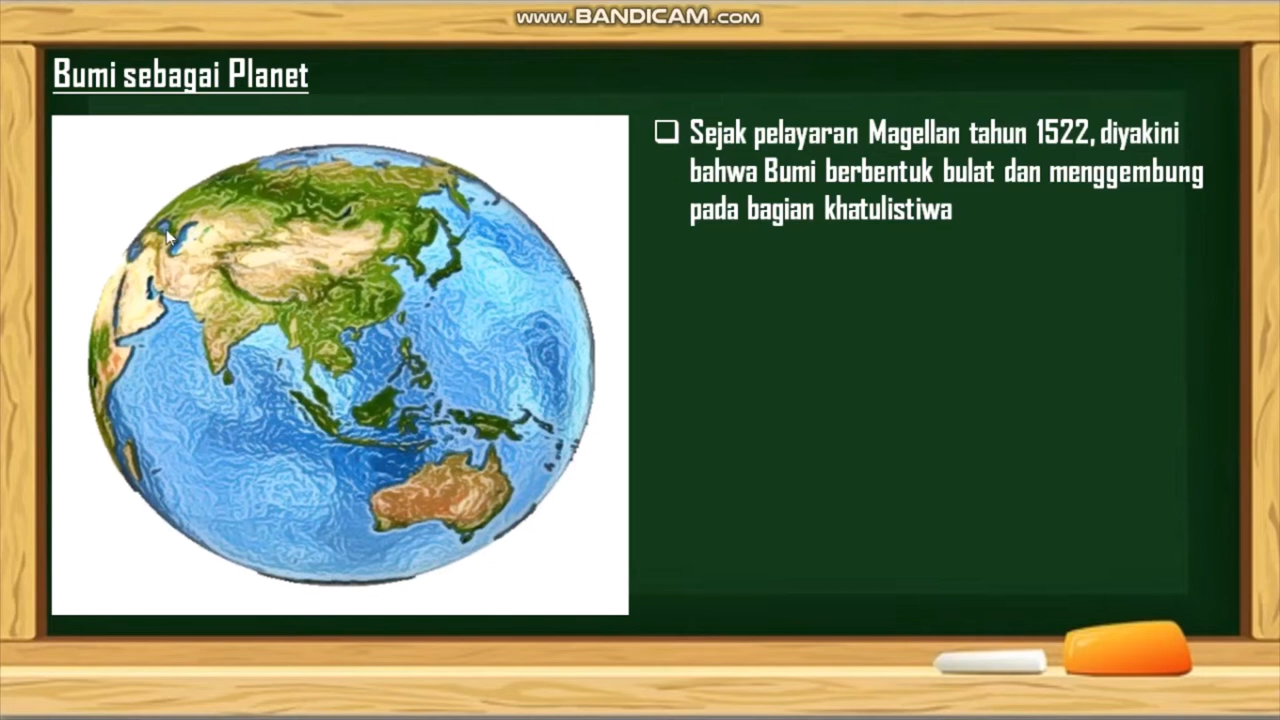 www.BANDICAM.com
Bumi sebagai Planet
❑ Sejak pelayaran Magellan tahun 1522, diyakini
bahwa Bumi berbentuk bulat dan menggembung
pada bagian khatulistiwa